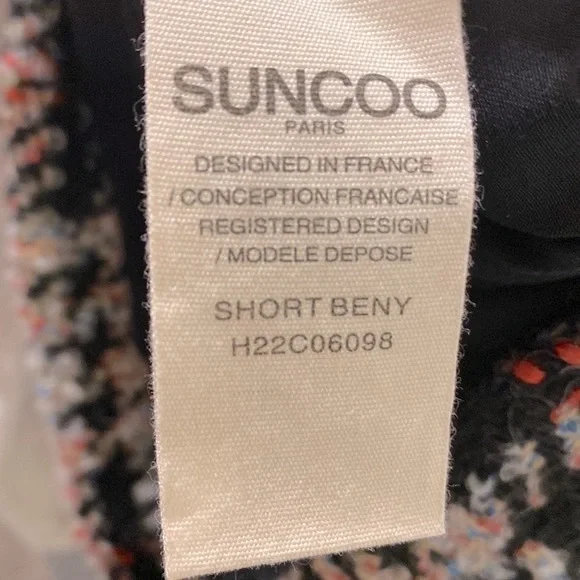 SUNCOO
PARIS
DESIGNED IN FRANCE
/ CONCEPTION FRANCAISE
REGISTERED DESIGN
/ MODELE DEPOSE
SHORT BENY
H22C06098